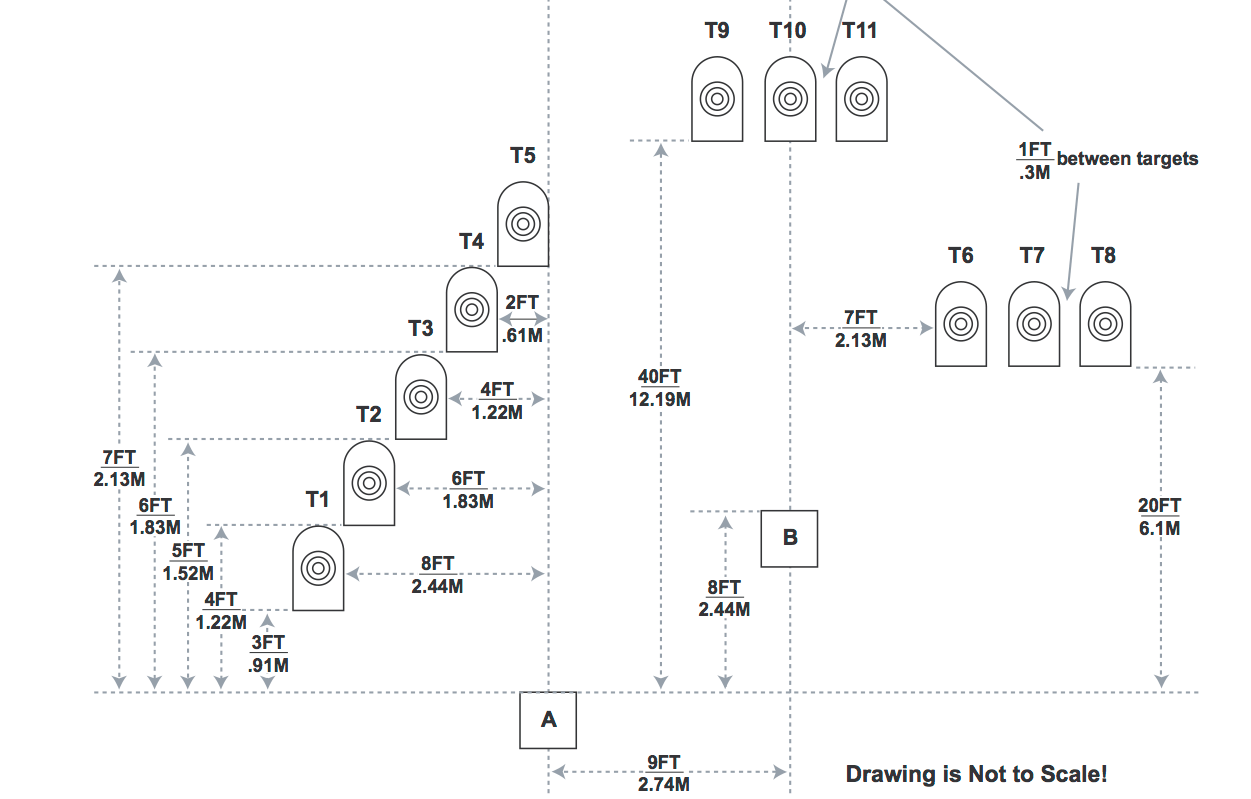 T9 T10 T11
T5
1FT
.3M
between targets
T4
T6 T7 T8
2FT
.61M
T3
7FT
2.13M
40FT
12.19M
4FT
1.22M
T2
7FT
2.13M
6FT
1.83M
T1
6FT
1.83M
20FT
6.1M
B
5FT
1.52M
8FT
2.44M
8FT
2.44M
4FT
1.22M
3FT
.91M
A
9FT
2.74M
Drawing is Not to Scale!